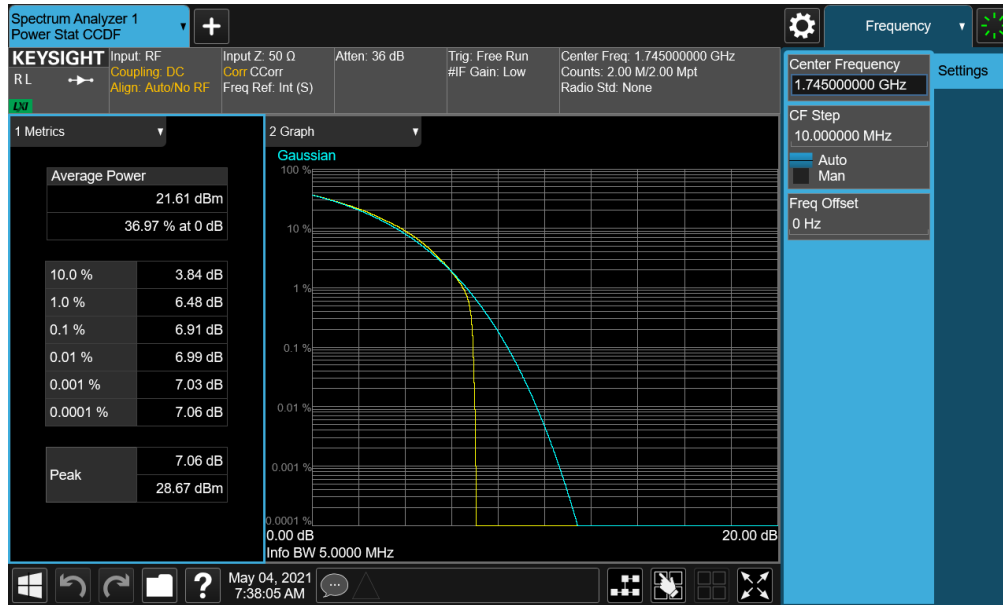 Spectrum Analyzer 1
Power Stat CCDF
+
Frequency
KEYSIGHT
R L
LXI
Input: RF
Coupling: DC
Align: Auto/No RF
Input Z: 50 Ω
Corr CCorr
Freq Ref: Int (S)
Atten: 36 dB
Trig: Free Run
#IF Gain: Low
Center Freq: 1.745000000 GHz
Counts: 2.00 M/2.00 Mpt
Radio Std: None
Center Frequency
1.745000000 GHz
Settings
CF Step
10.000000 MHz
Auto
Man
Freq Offset
0 Hz
1 Metrics
Average Power
21.61 dBm
36.97 % at 0 dB
10.0 % 3.84 dB
1.0 % 6.48 dB
0.1 % 6.91 dB
0.01 % 6.99 dB
0.001 % 7.03 dB
0.0001 % 7.06 dB
Peak 7.06 dB
28.67 dBm
2 Graph
Gaussian
100 %
10 %
1 %
0.1 %
0.01 %
0.001 %
0.0001 %
0.00 dB 20.00 dB
Info BW 5.0000 MHz
?
May 04, 2021
7:38:05 AM